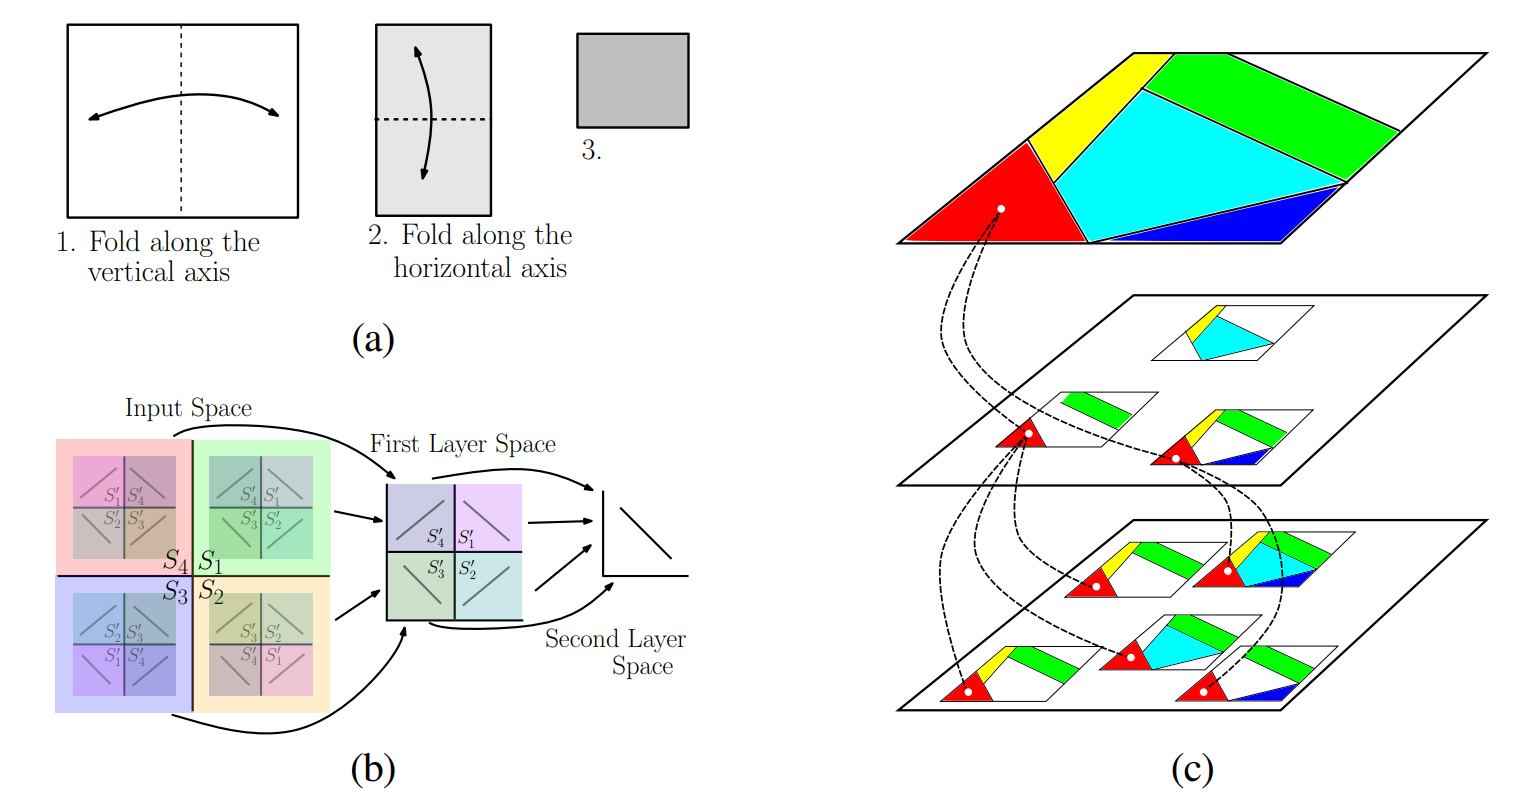 1. Fold along the
vertical axis
2. Fold along the
horizontal axis
3.
(a)
Input Space
First Layer Space
Second Layer
Space
S₄ S₁
S₃ S₂
S′₁ S′₄
S′₂ S′₃
S′₄ S′₁
S′₃ S′₂
S′₂ S′₃
S′₁ S′₄
S′₃ S′₂
S′₄ S′₁
S′₄ S′₁
S′₃ S′₂
(b)
(c)